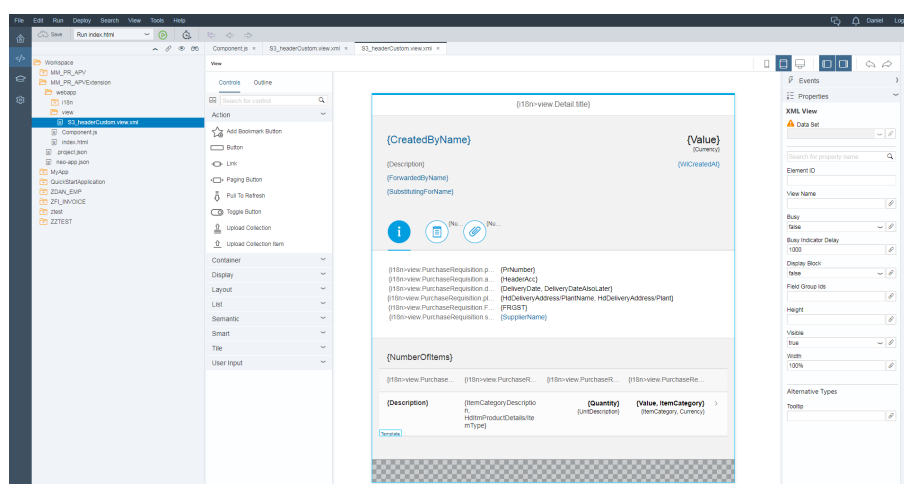 File Edit Run Deploy Search View Tools Help
Daniel Log
Save Run index.html
Component.js × S3_headerCustom.view.xml × S3_headerCustom.view.xml ×
Workspace
MM_PR_APV
MM_PR_APVExtension
webapp
i18n
view
S3_headerCustom.view.xml
Component.js
index.html
.project.json
neo-app.json
MyApp
QuickStartApplication
ZDAN_EMP
ZFI_INVOICE
ztest
ZZTEST
View
Controls Outline
Search for control
Action
Add Bookmark Button
Button
Link
Paging Button
Pull To Refresh
Toggle Button
Upload Collection
Upload Collection Item
Container
Display
Layout
List
Semantic
Smart
Tile
User Input
{i18n>view.Detail.title}
{CreatedByName} {Value}
{Currency}
{Description} {WiCreatedAt}
{ForwardedByName}
{SubstitutingForName}
{Nu... {Nu...
{i18n>view.PurchaseRequisition.p... {PrNumber}
{i18n>view.PurchaseRequisition.a... {HeaderAcc}
{i18n>view.PurchaseRequisition.d... {DeliveryDate, DeliveryDateAlsoLater}
{i18n>view.PurchaseRequisition.pl... {HdDeliveryAddress/PlantName, HdDeliveryAddress/Plant}
{i18n>view.PurchaseRequisition.F... {FRGST}
{i18n>view.PurchaseRequisition.s... {SupplierName}
{NumberOfItems}
{i18n>view.Purchase... {i18n>view.PurchaseR... {i18n>view.PurchaseR... {i18n>view.PurchaseRe...
{Description} {ItemCategoryDescriptio {Quantity} {Value, ItemCategory}
n, {UnitDescription} {ItemCategory, Currency}
HdItmProductDetails/Ite
mType}
Template
Events
Properties
XML View
Data Set
Search for property name
Element ID
View Name
Busy
false
Busy Indicator Delay
1000
Display Block
false
Field Group Ids
Height
Visible
true
Width
100%
Alternative Types
Tooltip